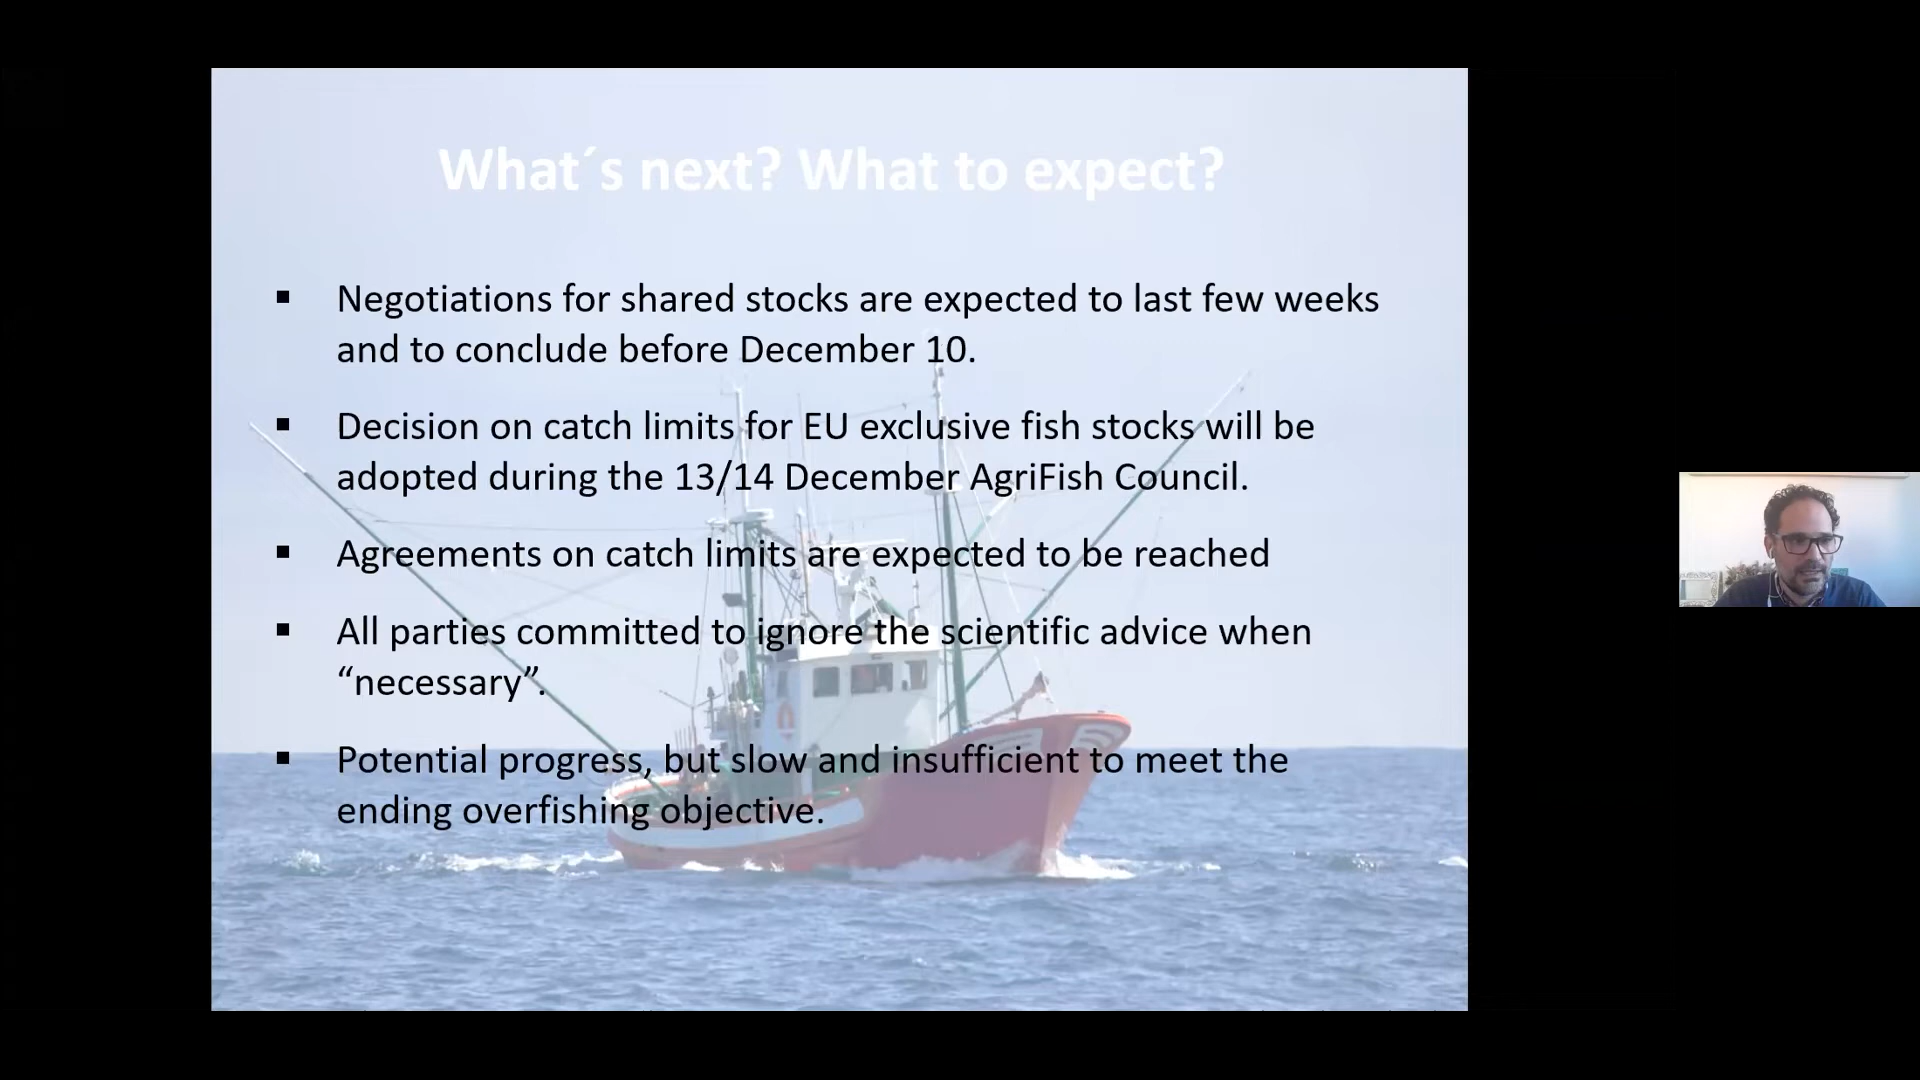 What´s next? What to expect?
▪ Negotiations for shared stocks are expected to last few weeks
and to conclude before December 10.
▪ Decision on catch limits for EU exclusive fish stocks will be
adopted during the 13/14 December AgriFish Council.
▪ Agreements on catch limits are expected to be reached
▪ All parties committed to ignore the scientific advice when
“necessary”.
▪ Potential progress, but slow and insufficient to meet the
ending overfishing objective.